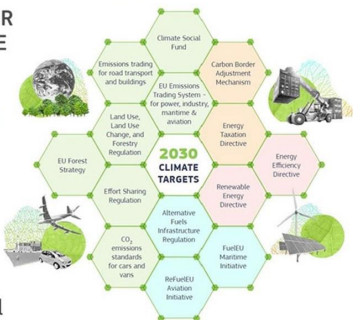 R
E
Climate Social
Fund
Emissions trading
for road transport
and buildings
Carbon Border
Adjustment
Mechanism
EU Emissions
Trading System –
for power, industry,
maritime &
aviation
Land Use,
Land Use
Change, and
Forestry
Regulation
Energy
Taxation
Directive
2030
CLIMATE
TARGETS
EU Forest
Strategy
Energy
Efficiency
Directive
Effort Sharing
Regulation
Renewable
Energy
Directive
Alternative
Fuels
Infrastructure
Regulation
CO₂
emissions
standards
for cars and
vans
FuelEU
Maritime
Initiative
ReFuelEU
Aviation
Initiative
l